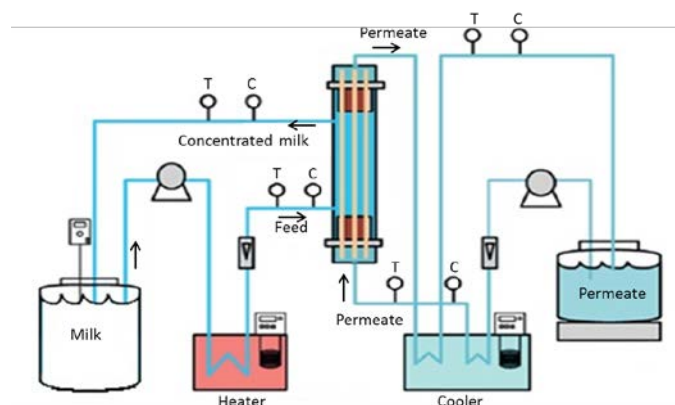 Permeate
T C
T C
Concentrated milk
T C
Feed
T C
Permeate
Milk
Permeate
Heater
Cooler